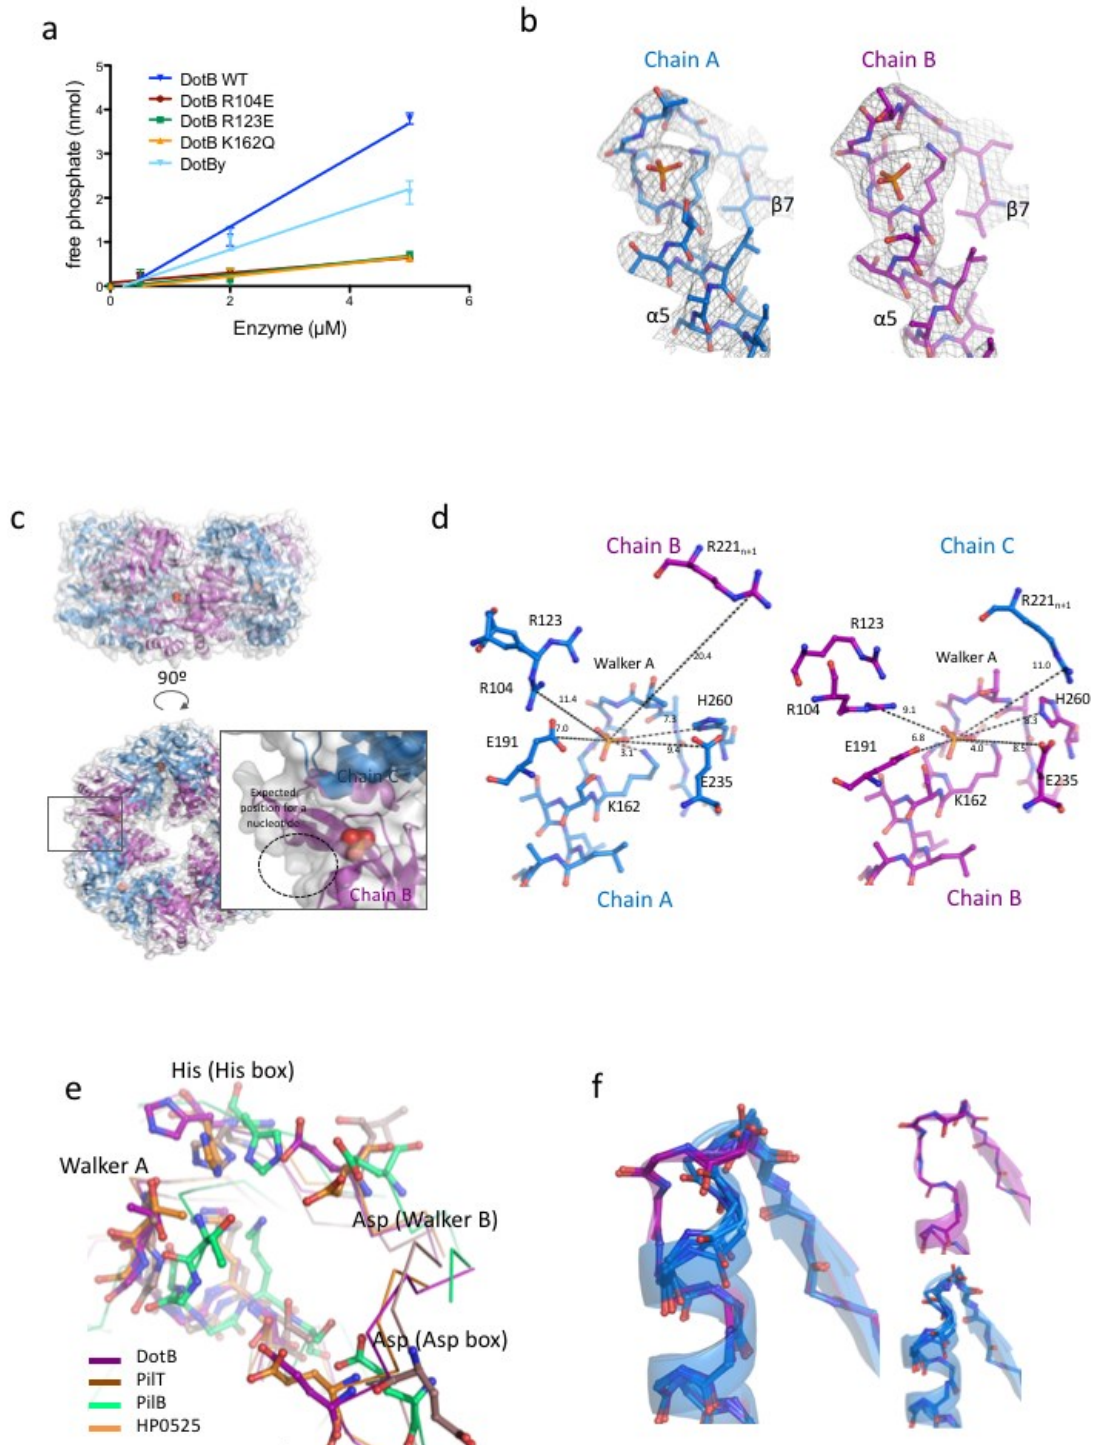 a
free phosphate (nmol)
5
4
3
2
1
0
DotB WT
DotB R104E
DotB R123E
DotB K162Q
DotBy
0 2 4 6
Enzyme (µM)
b
Chain A
Chain B
β7
β7
α5
α5
c
90º
Chain C
Expected
position for a
nucleotide
Chain B
d
Chain B
R221n+1
R123
Walker A
20.4
R104
11.4
7.3
H260
E191
7.0
3.1
9.4
K162
E235
Chain A
Chain C
R221n+1
R123
Walker A
11.0
R104
9.1
H260
8.3
E191
6.8
4.0
8.5
E235
K162
Chain B
e
His (His box)
Walker A
Asp (Walker B)
Asp (Asp box)
DotB
PilT
PilB
HP0525
f